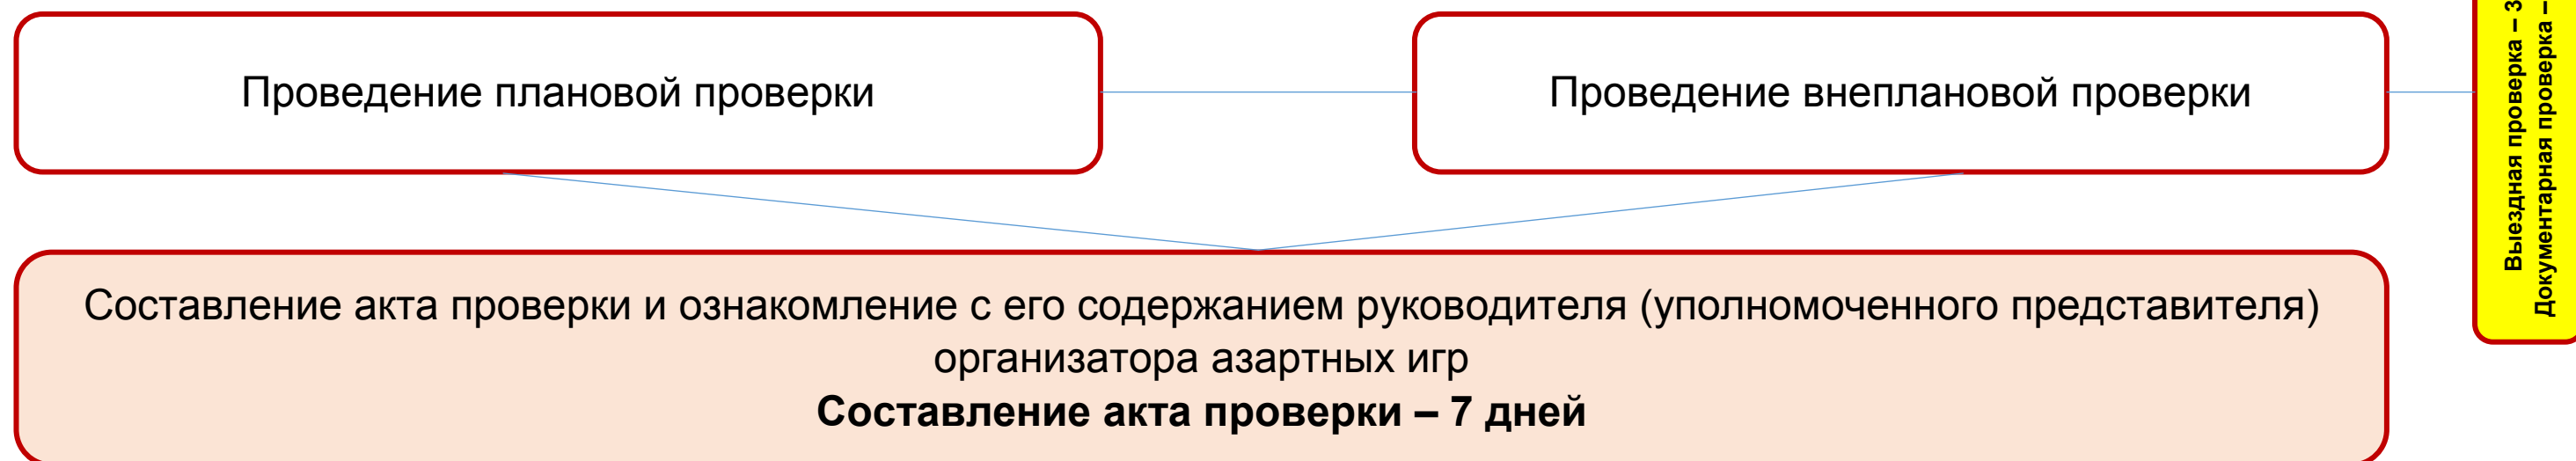 Проведение плановой проверки
Проведение внеплановой проверки
Выездная проверка – 3
Документарная проверка –
Составление акта проверки и ознакомление с его содержанием руководителя (уполномоченного представителя)
организатора азартных игр
Составление акта проверки – 7 дней